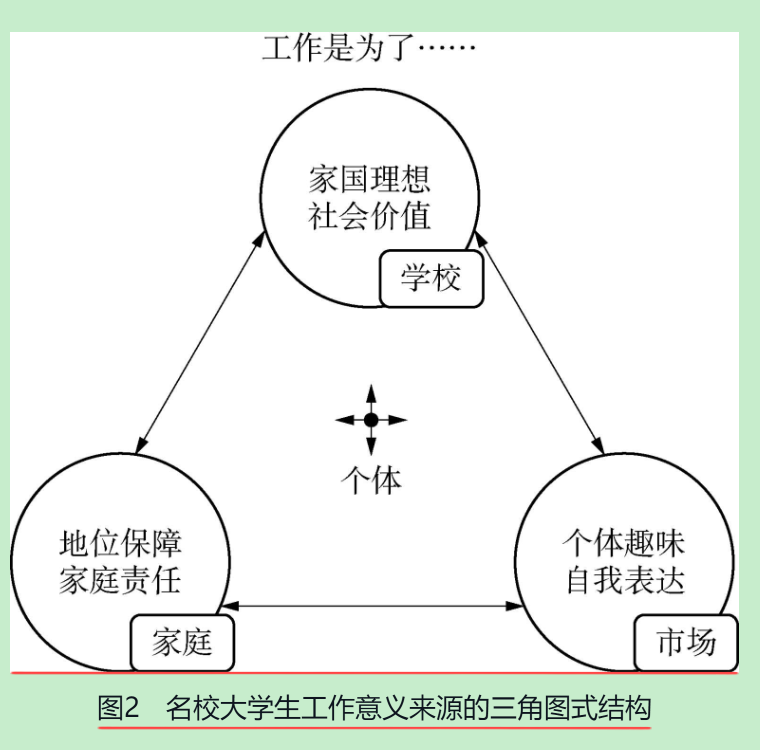 工作是为了……
家国理想
社会价值
学校
个体
地位保障
家庭责任
家庭
个体趣味
自我表达
市场
图2 名校大学生工作意义来源的三角图式结构